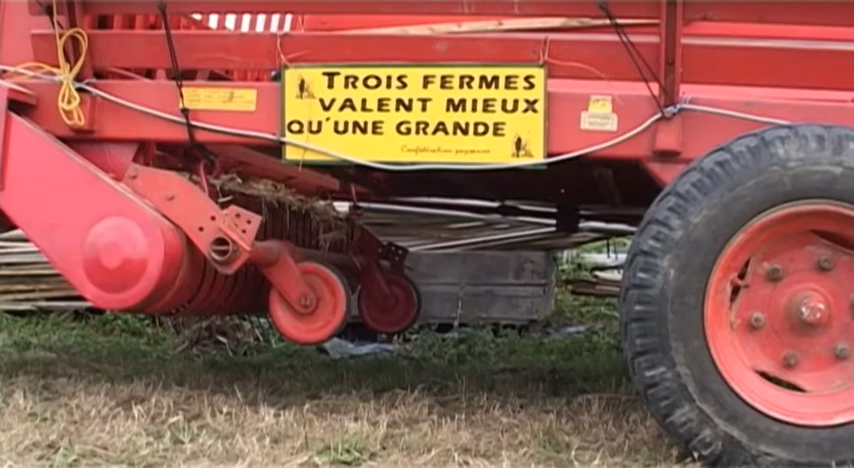 TROIS FERMES
VALENT MIEUX
QU'UNE GRANDE
Confédération paysanne